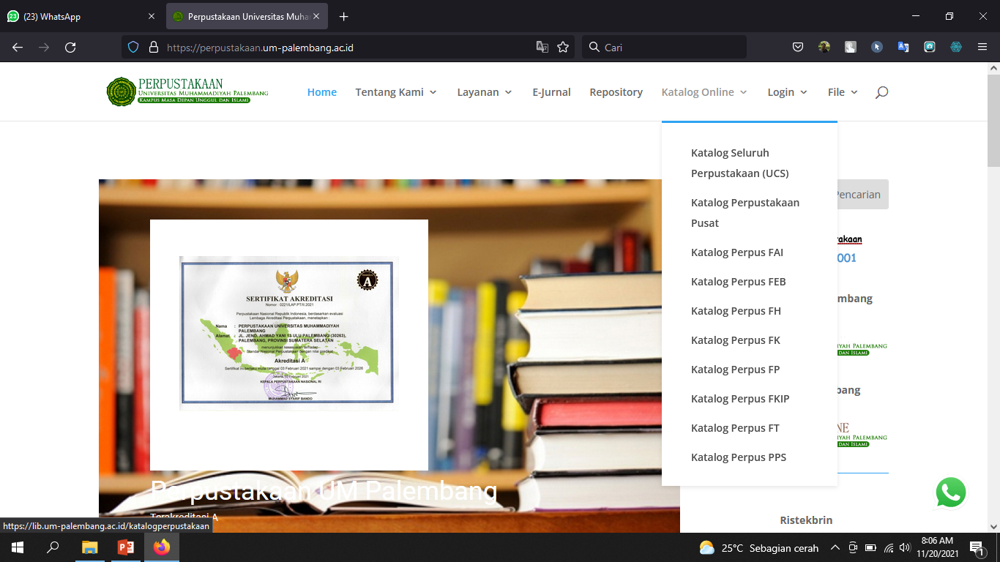 (23) WhatsApp
Perpustakaan Universitas Muha
https://perpustakaan.um-palembang.ac.id
Cari
PERPUSTAKAAN
UNIVERSITAS MUHAMMADIYAH PALEMBANG
KAMPUS MASA DEPAN UNGGUL DAN ISLAMI
Home
Tentang Kami
Layanan
E-Jurnal
Repository
Katalog Online
Login
File
Katalog Seluruh
Perpustakaan (UCS)
Katalog Perpustakaan
Pusat
Katalog Perpus FAI
Katalog Perpus FEB
Katalog Perpus FH
Katalog Perpus FK
Katalog Perpus FP
Katalog Perpus FKIP
Katalog Perpus FT
Katalog Perpus PPS
Pencarian
akaan
001
mbang
IYAH PALEMBANG
DAN ISLAMI
bang
NE
IYAH PALEMBANG
DAN ISLAMI
Ristekbrin
A
SERTIFIKAT AKREDITASI
Nomor : 0221/LAP.PT/II.2021
Perpustakaan Nasional Republik Indonesia, berdasarkan evaluasi
Lembaga Akreditasi Perpustakaan, menetapkan
Nama : PERPUSTAKAAN UNIVERSITAS MUHAMMADIYAH
PALEMBANG
Alamat : JL. JEND. AHMAD YANI 13 ULU PALEMBANG (30263),
PALEMBANG, PROVINSI SUMATERA SELATAN
menunjukkan kesesuaian terhadap
Standar Nasional Perpustakaan dengan nilai predikat
Akreditasi A
Sertifikat ini berlaku mulai tanggal 03 Februari 2021 sampai dengan 03 Februari 2026
Jakarta, 03 Februari 2021
KEPALA PERPUSTAKAAN NASIONAL RI
MUHAMMAD SYARIF BANDO
Perpustakaan UM Palembang
Terakreditasi A
https://lib.um-palembang.ac.id/katalogperpustakaan
25°C Sebagian cerah
8:06 AM
11/20/2021
1